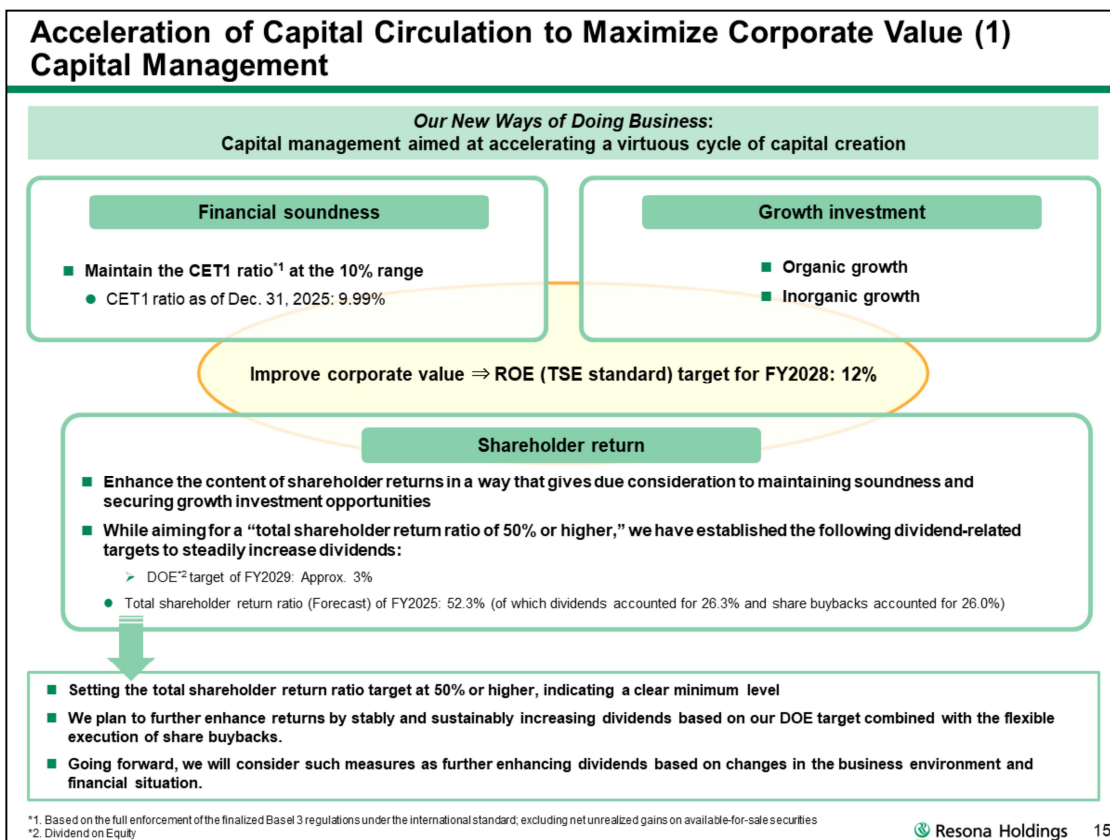 Acceleration of Capital Circulation to Maximize Corporate Value (1)
Capital Management
Our New Ways of Doing Business:
Capital management aimed at accelerating a virtuous cycle of capital creation
Financial soundness
■ Maintain the CET1 ratio*1 at the 10% range
● CET1 ratio as of Dec. 31, 2025: 9.99%
Growth investment
■ Organic growth
■ Inorganic growth
Improve corporate value ⇒ ROE (TSE standard) target for FY2028: 12%
Shareholder return
■ Enhance the content of shareholder returns in a way that gives due consideration to maintaining soundness and
securing growth investment opportunities
■ While aiming for a “total shareholder return ratio of 50% or higher,” we have established the following dividend-related
targets to steadily increase dividends:
➢ DOE*2 target of FY2029: Approx. 3%
● Total shareholder return ratio (Forecast) of FY2025: 52.3% (of which dividends accounted for 26.3% and share buybacks accounted for 26.0%)
■ Setting the total shareholder return ratio target at 50% or higher, indicating a clear minimum level
■ We plan to further enhance returns by stably and sustainably increasing dividends based on our DOE target combined with the flexible
execution of share buybacks.
■ Going forward, we will consider such measures as further enhancing dividends based on changes in the business environment and
financial situation.
*1. Based on the full enforcement of the finalized Basel 3 regulations under the international standard; excluding net unrealized gains on available-for-sale securities
*2. Dividend on Equity
Resona Holdings 15